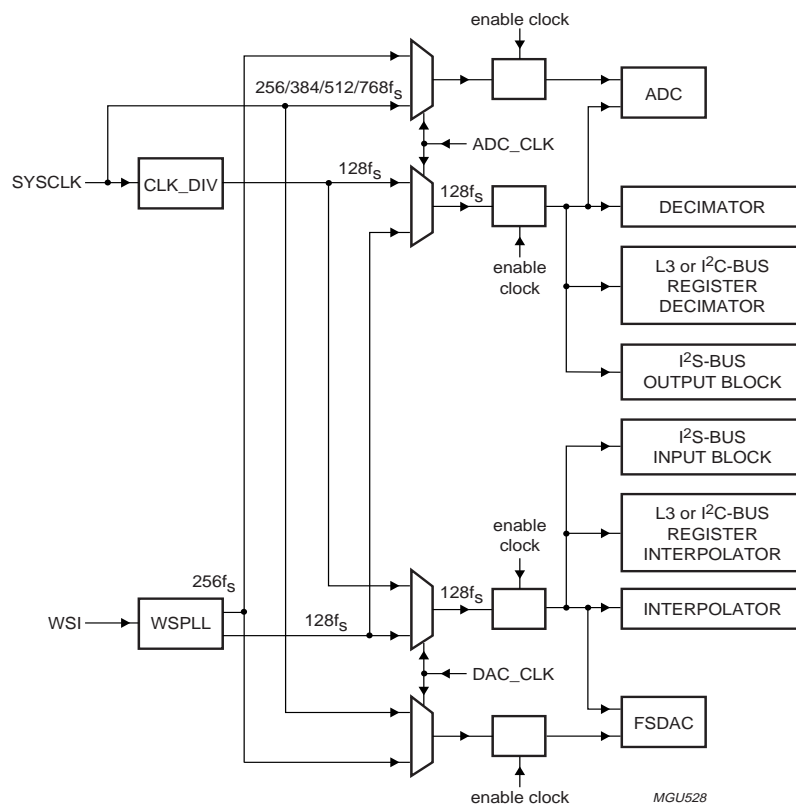 enable clock
256/384/512/768fs
ADC
ADC_CLK
SYSCLK
CLK_DIV
128fs
128fs
DECIMATOR
enable
clock
L3 or I2C-BUS
REGISTER
DECIMATOR
I2S-BUS
OUTPUT BLOCK
I2S-BUS
INPUT BLOCK
enable
clock
L3 or I2C-BUS
REGISTER
INTERPOLATOR
256fs
128fs
INTERPOLATOR
WSI
WSPLL
128fs
DAC_CLK
FSDAC
enable clock
MGU528